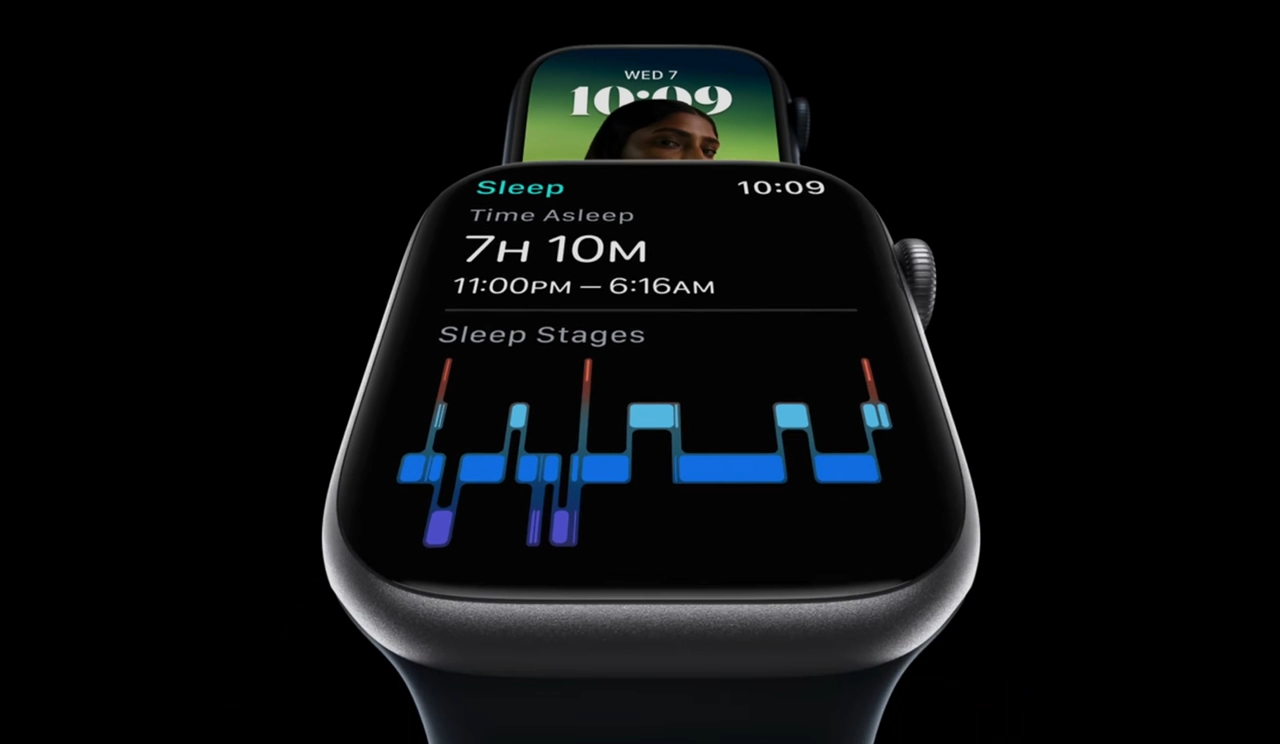 WED 7
10:09
Sleep 10:09
Time Asleep
7H 10M
11:00PM – 6:16AM
Sleep Stages